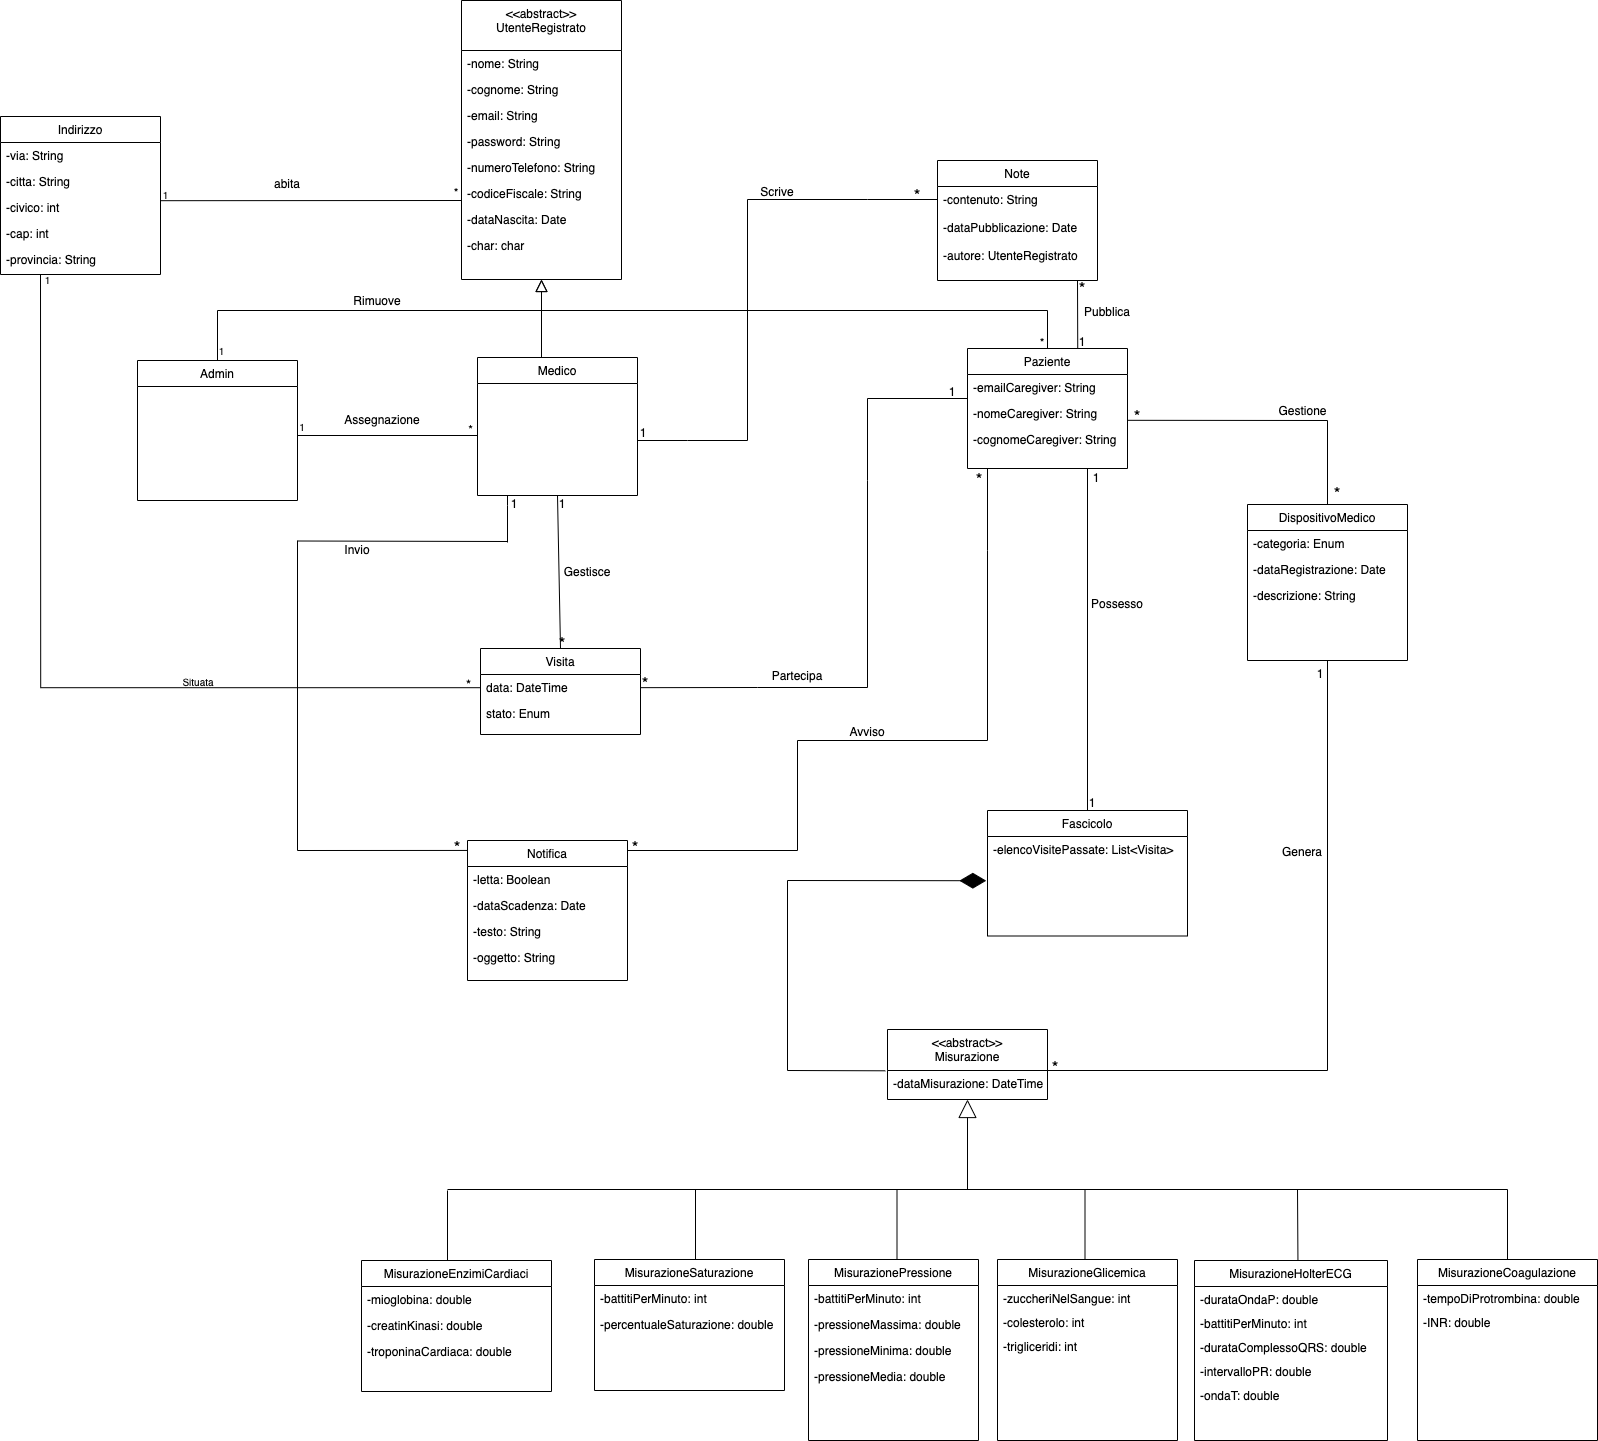 <<abstract>>
UtenteRegistrato
-nome: String
-cognome: String
-email: String
-password: String
-numeroTelefono: String
-codiceFiscale: String
-dataNascita: Date
-char: char
Indirizzo
-via: String
-citta: String
-civico: int
-cap: int
-provincia: String
1
abita
*
1
Scrive
*
Note
-contenuto: String
-dataPubblicazione: Date
-autore: UtenteRegistrato
*
Pubblica
1
Rimuove
1
*
Admin
1
Assegnazione
*
Medico
1
1
1
Paziente
-emailCaregiver: String
-nomeCaregiver: String
-cognomeCaregiver: String
1
*
Gestione
*
*
1
DispositivoMedico
-categoria: Enum
-dataRegistrazione: Date
-descrizione: String
1
Invio
Gestisce
*
Possesso
Visita
data: DateTime
stato: Enum
Situata
*
*
Partecipa
Avviso
*
*
Notifica
-letta: Boolean
-dataScadenza: Date
-testo: String
-oggetto: String
1
Fascicolo
-elencoVisitePassate: List<Visita>
Genera
<<abstract>>
Misurazione
-dataMisurazione: DateTime
*
MisurazioneEnzimiCardiaci
-mioglobina: double
-creatinKinasi: double
-troponinaCardiaca: double
MisurazioneSaturazione
-battitiPerMinuto: int
-percentualeSaturazione: double
MisurazionePressione
-battitiPerMinuto: int
-pressioneMassima: double
-pressioneMinima: double
-pressioneMedia: double
MisurazioneGlicemica
-zuccheriNelSangue: int
-colesterolo: int
-trigliceridi: int
MisurazioneHolterECG
-durataOndaP: double
-battitiPerMinuto: int
-durataComplessoQRS: double
-intervalloPR: double
-ondaT: double
MisurazioneCoagulazione
-tempoDiProtrombina: double
-INR: double